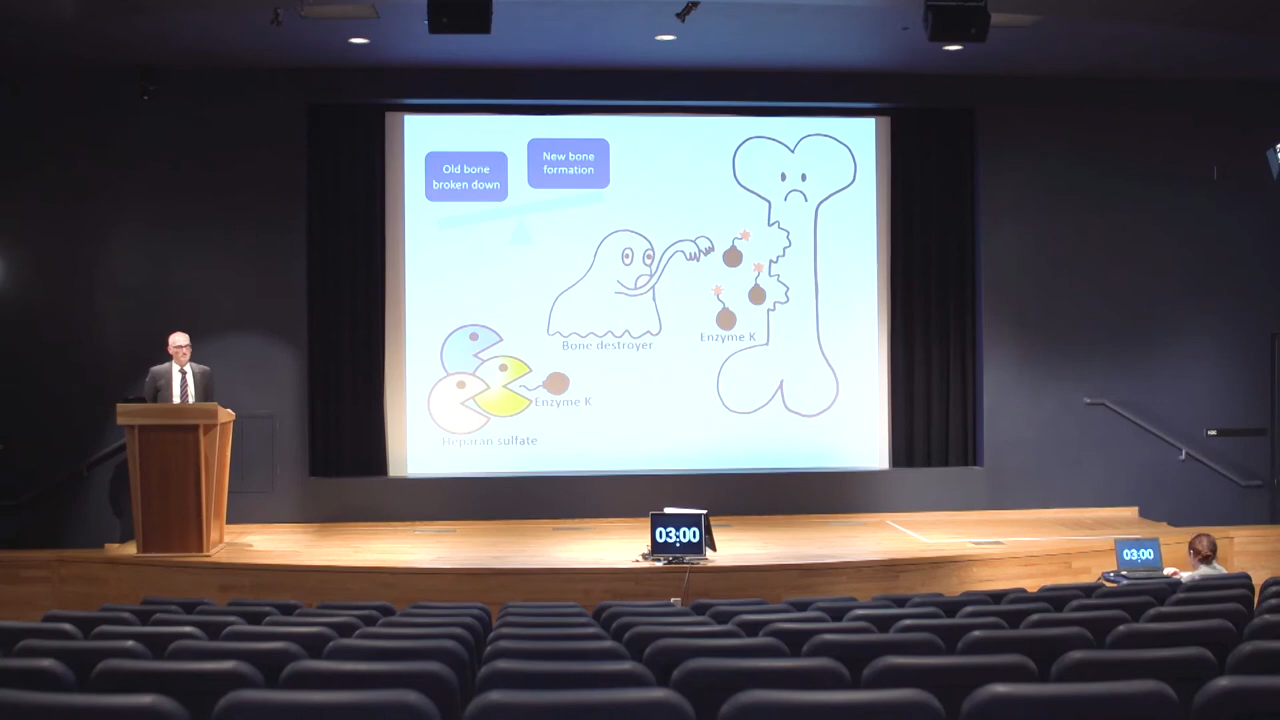 Old bone
broken down
New bone
formation
Bone destroyer
Enzyme K
Enzyme K
Heparan sulfate
03:00
03:00